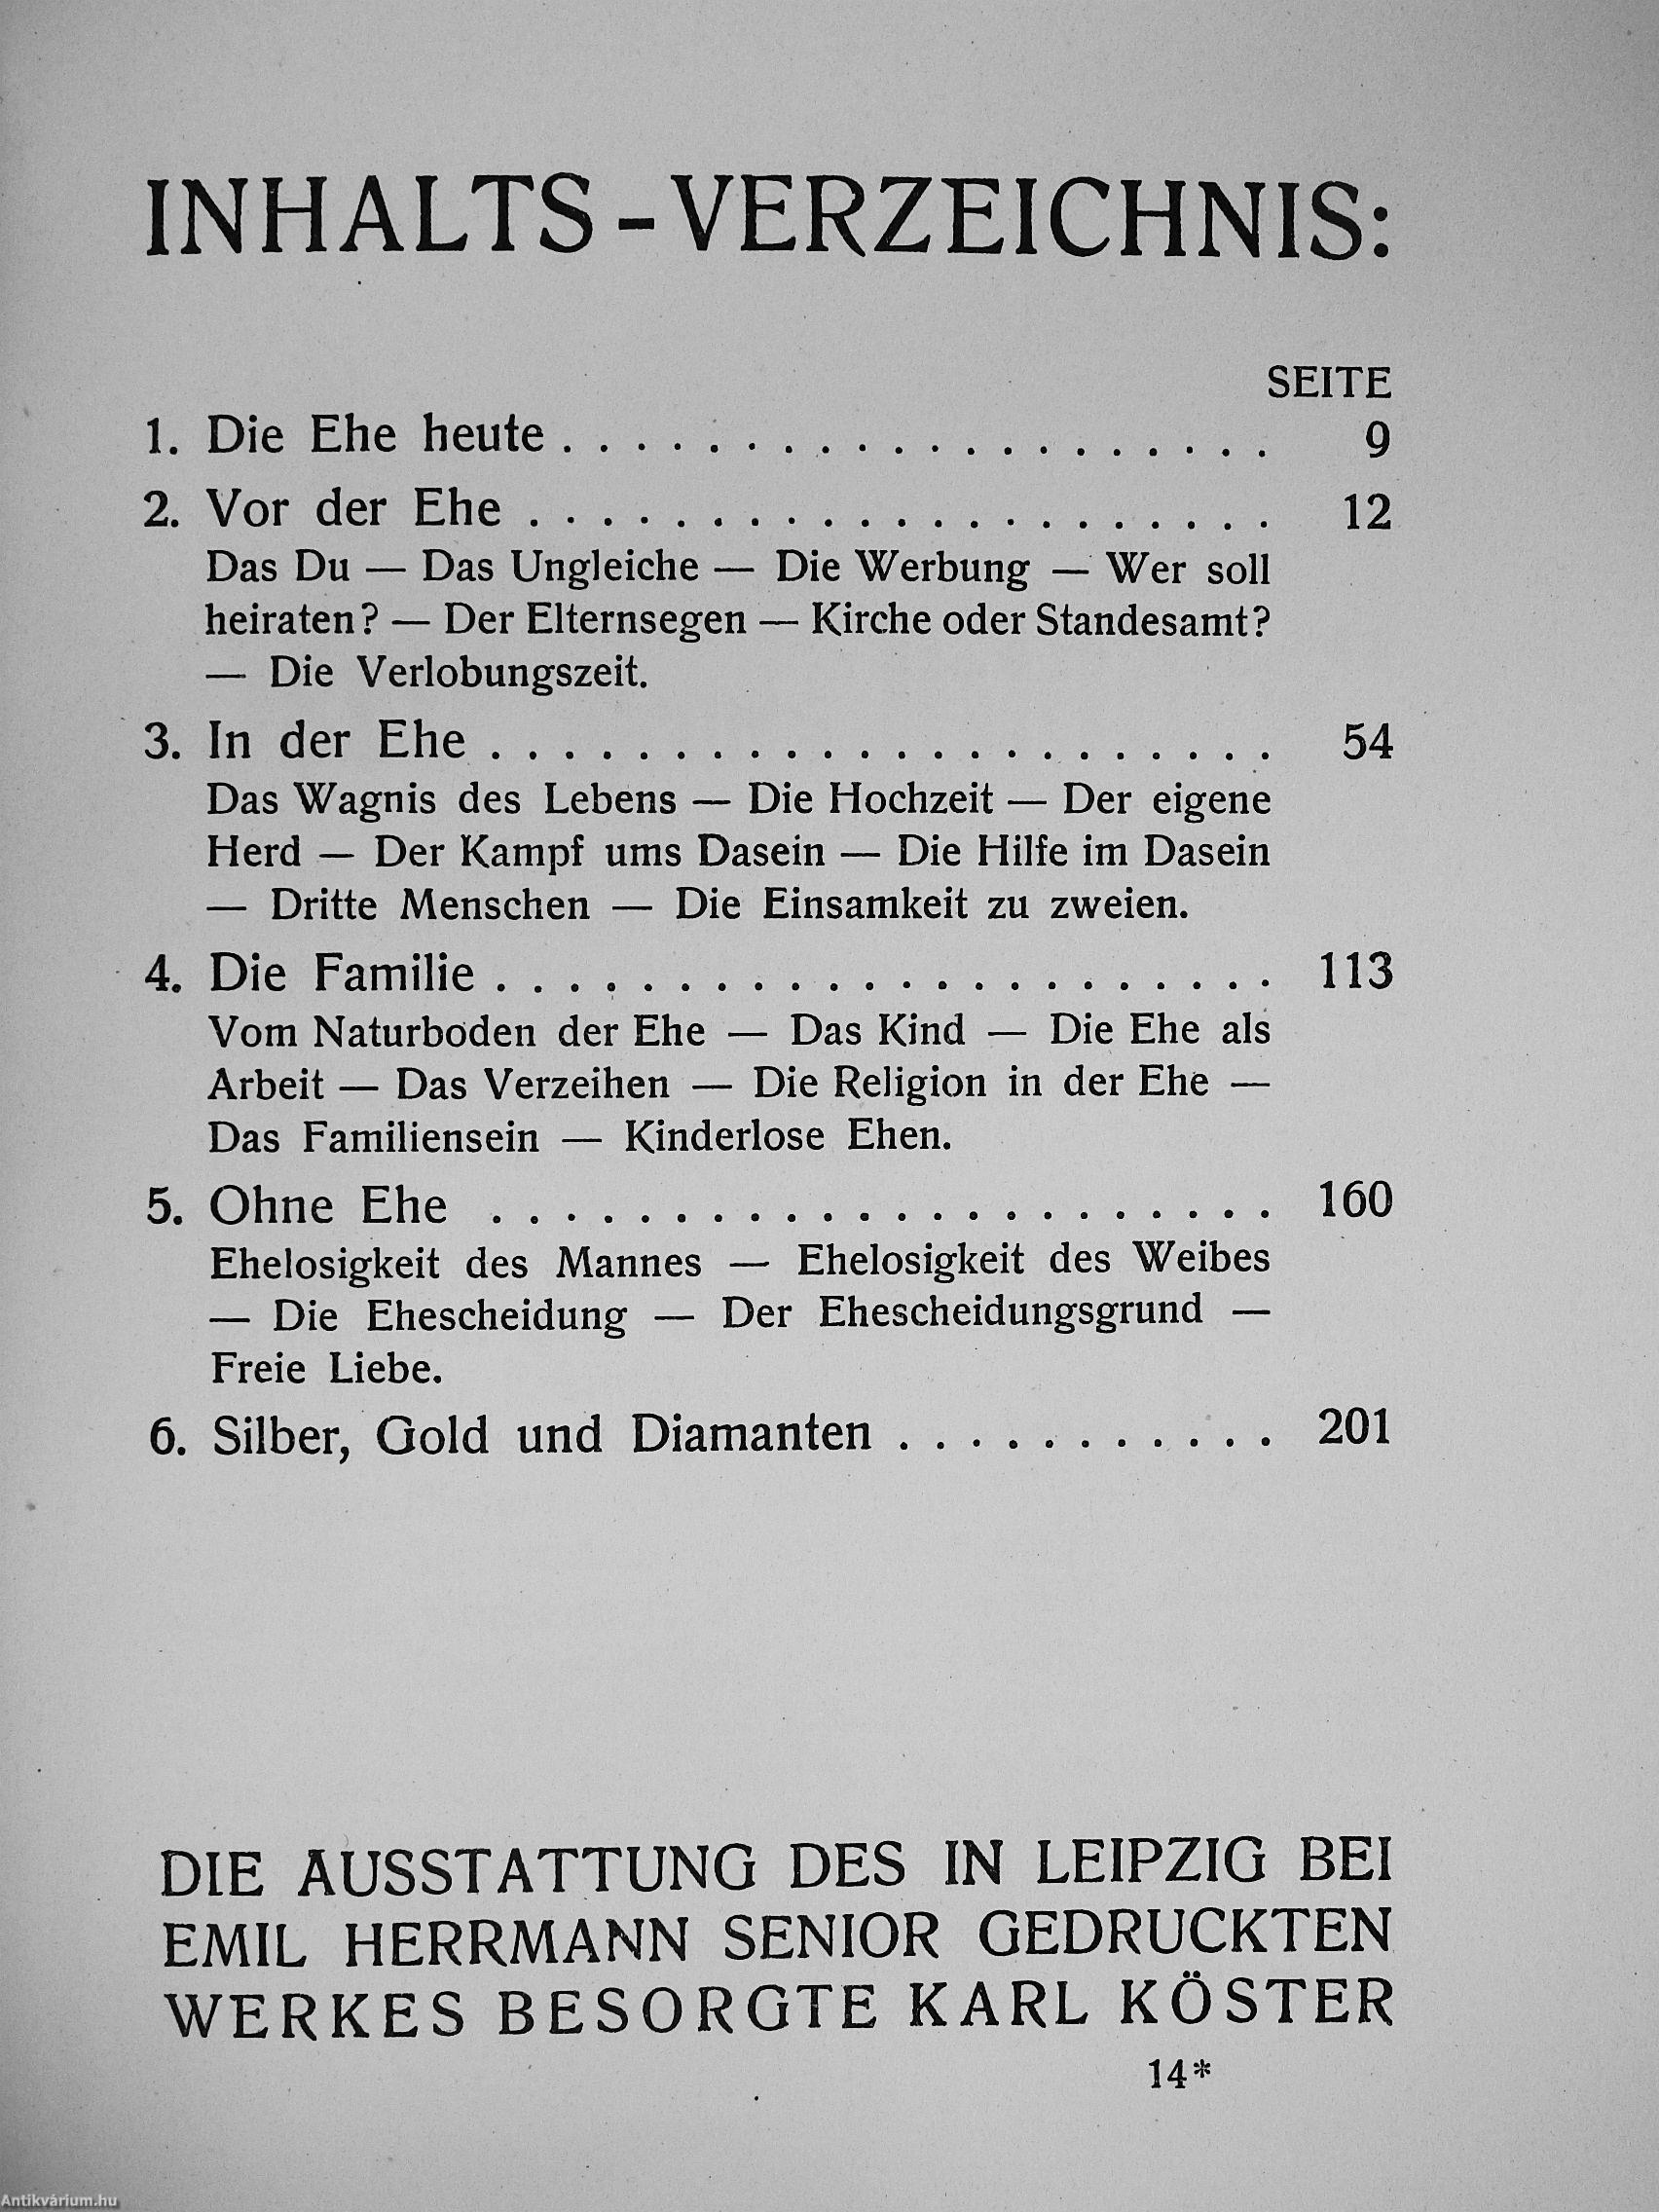 INHALTS-VERZEICHNIS:
SEITE
1. Die Ehe heute . . . . . . . . . . . . . . . . . . . . 9
2. Vor der Ehe . . . . . . . . . . . . . . . . . . . . . 12
Das Du — Das Ungleiche — Die Werbung — Wer soll
heiraten? — Der Elternsegen — Kirche oder Standesamt?
— Die Verlobungszeit.
3. In der Ehe . . . . . . . . . . . . . . . . . . . . . . 54
Das Wagnis des Lebens — Die Hochzeit — Der eigene
Herd — Der Kampf ums Dasein — Die Hilfe im Dasein
— Dritte Menschen — Die Einsamkeit zu zweien.
4. Die Familie . . . . . . . . . . . . . . . . . . . . . . 113
Vom Naturboden der Ehe — Das Kind — Die Ehe als
Arbeit — Das Verzeihen — Die Religion in der Ehe —
Das Familiensein — Kinderlose Ehen.
5. Ohne Ehe . . . . . . . . . . . . . . . . . . . . . . 160
Ehelosigkeit des Mannes — Ehelosigkeit des Weibes
— Die Ehescheidung — Der Ehescheidungsgrund —
Freie Liebe.
6. Silber, Gold und Diamanten . . . . . . . . . . . 201
DIE AUSSTATTUNG DES IN LEIPZIG BEI
EMIL HERRMANN SENIOR GEDRUCKTEN
WERKES BESORGTE KARL KÖSTER
14*
Antikvárium.hu